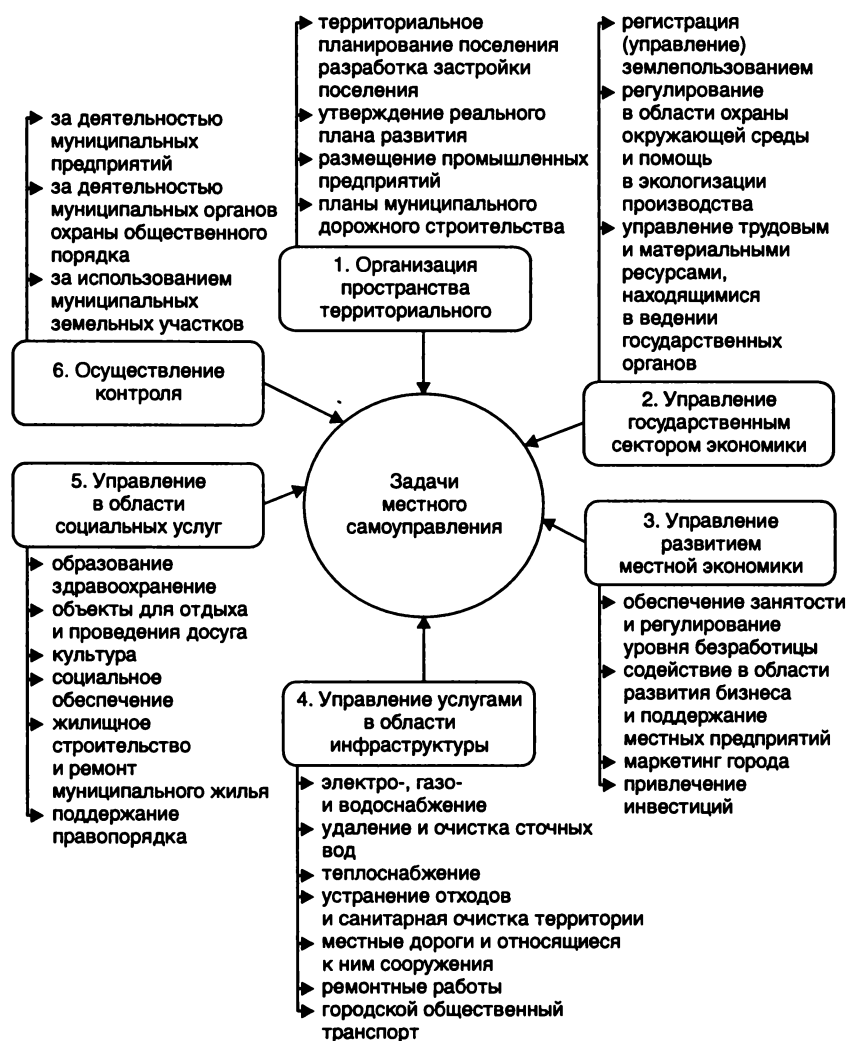 территориальное
планирование поселения
разработка застройки
поселения
утверждение реального
плана развития
размещение промышленных
предприятий
планы муниципального
дорожного строительства
1. Организация
пространства
территориального
регистрация
(управление)
землепользованием
регулирование
в области охраны
окружающей среды
и помощь
в экологизации
производства
управление трудовым
и материальными
ресурсами,
находящимися
в ведении
государственных
органов
2. Управление
государственным
сектором экономики
за деятельностью
муниципальных
предприятий
за деятельностью
муниципальных органов
охраны общественного
порядка
за использованием
муниципальных
земельных участков
6. Осуществление
контроля
Задачи
местного
самоуправления
5. Управление
в области
социальных услуг
образование
здравоохранение
объекты для отдыха
и проведения досуга
культура
социальное
обеспечение
жилищное
строительство
и ремонт
муниципального жилья
поддержание
правопорядка
3. Управление
развитием
местной экономики
обеспечение занятости
и регулирование
уровня безработицы
содействие в области
развития бизнеса
и поддержание
местных предприятий
маркетинг города
привлечение
инвестиций
4. Управление услугами
в области
инфраструктуры
электро-, газо-
и водоснабжение
удаление и очистка сточных
вод
теплоснабжение
устранение отходов
и санитарная очистка территории
местные дороги и относящиеся
к ним сооружения
ремонтные работы
городской общественный
транспорт